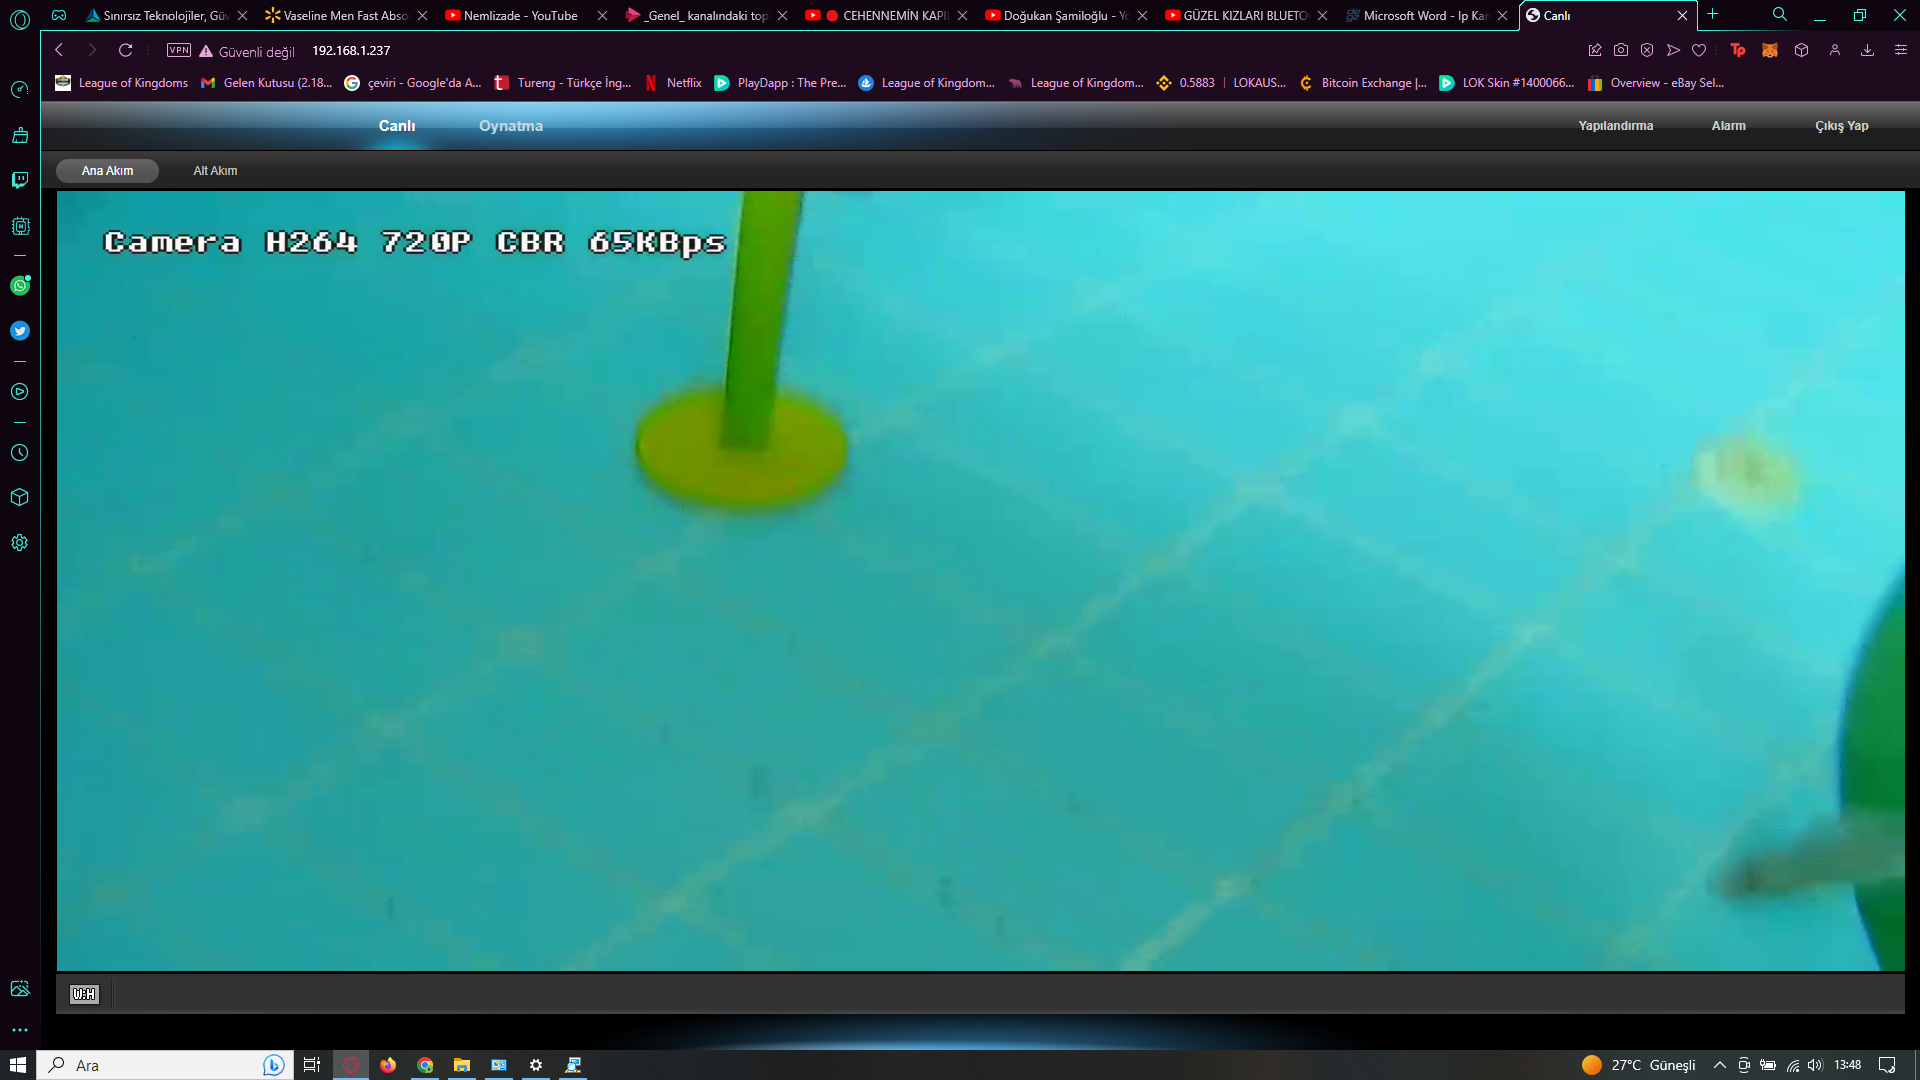 Sınırsız Teknolojiler, Gü
Vaseline Men Fast Abso
Nemlizade - YouTube
_Genel_ kanalındaki top
CEHENNEMİN KAPI
Doğukan Şamiloğlu - Yo
GÜZEL KIZLARI BLUETO
Microsoft Word - Ip Kan
Canlı
VPN
Güvenli değil
192.168.1.237
Tp
League of Kingdoms
Gelen Kutusu (2.18...
çeviri - Google'da A...
Tureng - Türkçe İng...
Netflix
PlayDapp : The Pre...
League of Kingdom...
League of Kingdom...
0.5883 | LOKAUS...
Bitcoin Exchange |...
LOK Skin #1400066...
Overview - eBay Sel...
Canlı
Oynatma
Yapılandırma
Alarm
Çıkış Yap
Ana Akım
Alt Akım
Camera H264 720P CBR 65KBps
W:H
Ara
27°C Güneşli
13:48